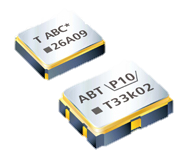 T ABC*
■26A09
ABT \P10/
■T33k02